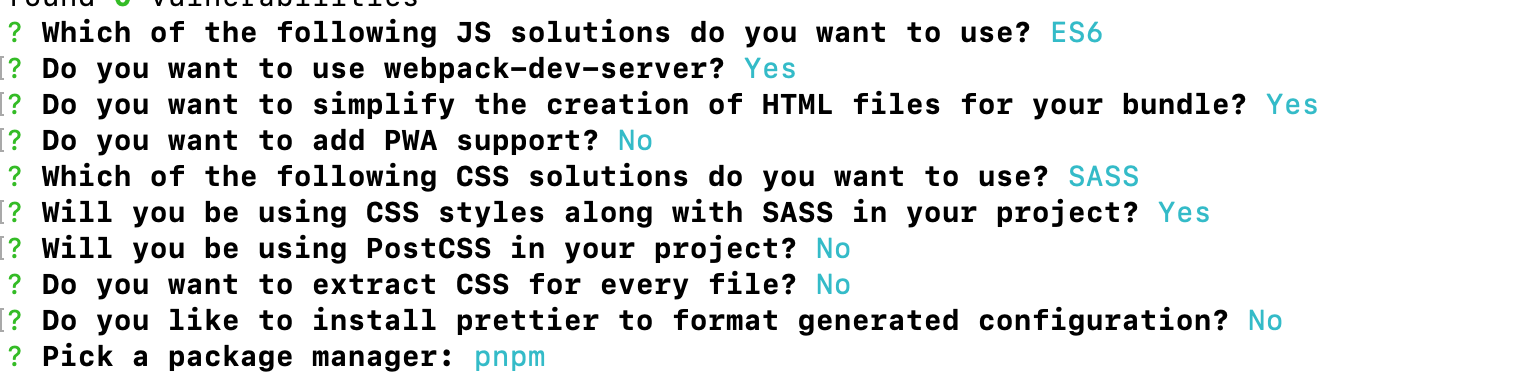 found 0 vulnerabilities
? Which of the following JS solutions do you want to use? ES6
[? Do you want to use webpack-dev-server? Yes
[? Do you want to simplify the creation of HTML files for your bundle? Yes
[? Do you want to add PWA support? No
? Which of the following CSS solutions do you want to use? SASS
[? Will you be using CSS styles along with SASS in your project? Yes
[? Will you be using PostCSS in your project? No
? Do you want to extract CSS for every file? No
[? Do you like to install prettier to format generated configuration? No
? Pick a package manager: pnpm